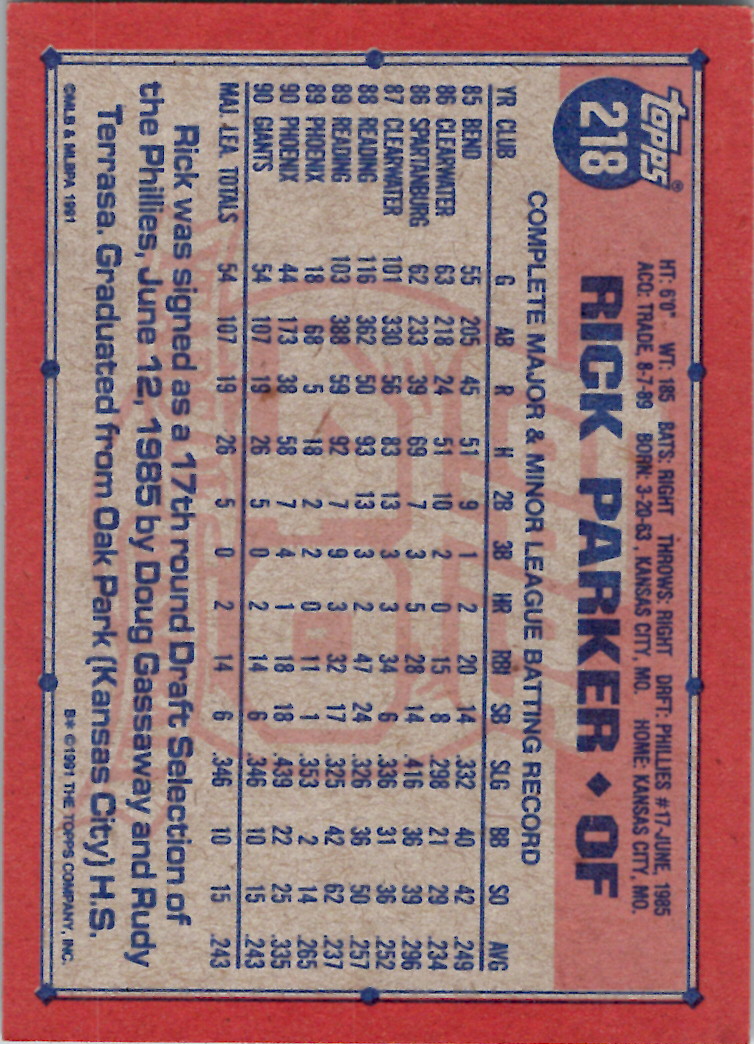 Topps®
218
HT: 6'0" WT: 185 BATS: RIGHT THROWS: RIGHT DRFT: PHILLIES #17-JUNE, 1985
ACQ: TRADE, 8-7-89 BORN: 3-20-63, KANSAS CITY, MO. HOME: KANSAS CITY, MO.
RICK PARKER ◆ OF
COMPLETE MAJOR & MINOR LEAGUE BATTING RECORD
YR CLUB G AB R H 2B 3B HR RBI SB SLG BB SO AVG
85 BEND 55 205 45 51 9 1 2 20 14 .332 40 42 .249
86 CLEARWATER 63 218 24 51 10 2 0 15 8 .298 21 29 .234
86 SPARTANBURG 62 233 39 69 7 3 5 28 14 .416 36 39 .296
87 CLEARWATER 101 330 56 83 13 3 3 34 6 .336 31 36 .252
88 READING 116 362 50 93 13 3 2 47 24 .326 36 50 .257
89 READING 103 388 59 92 7 9 3 32 17 .325 42 62 .237
89 PHOENIX 18 68 5 18 2 2 0 11 1 .353 2 14 .265
90 PHOENIX 44 173 38 58 7 4 1 18 18 .439 22 25 .335
90 GIANTS 54 107 19 26 5 0 2 14 6 .346 10 15 .243
MAJ. LEA. TOTALS 54 107 19 26 5 0 2 14 6 .346 10 15 .243
Rick was signed as a 17th round Draft Selection of
the Phillies, June 12, 1985 by Doug Gassaway and Rudy
Terrasa. Graduated from Oak Park (Kansas City) H.S.
©MLB & MLBPA 1991
B* ©1991 THE TOPPS COMPANY, INC.